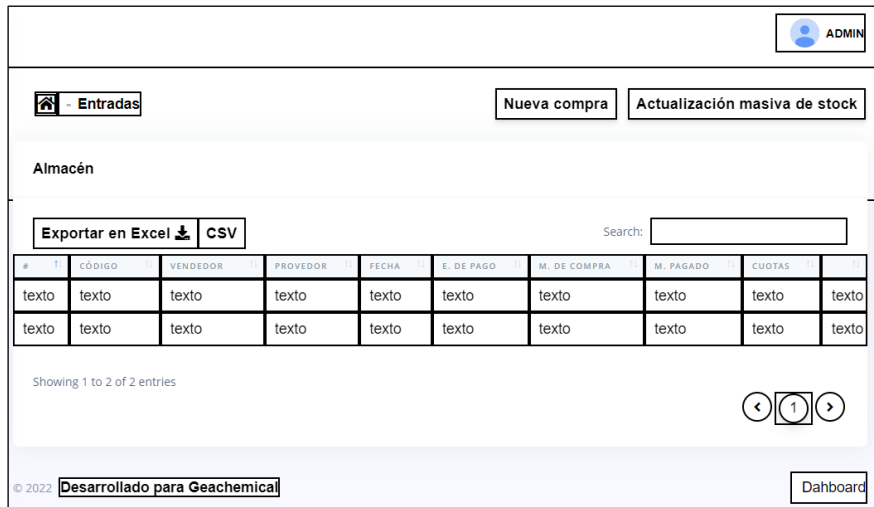 ADMIN
- Entradas
Nueva compra
Actualización masiva de stock
Almacén
Exportar en Excel
CSV
Search:
# CÓDIGO VENDEDOR PROVEDOR FECHA E. DE PAGO M. DE COMPRA M. PAGADO CUOTAS
texto texto texto texto texto texto texto texto texto texto
texto texto texto texto texto texto texto texto texto texto
Showing 1 to 2 of 2 entries
1
© 2022 Desarrollado para Geachemical
Dahboard